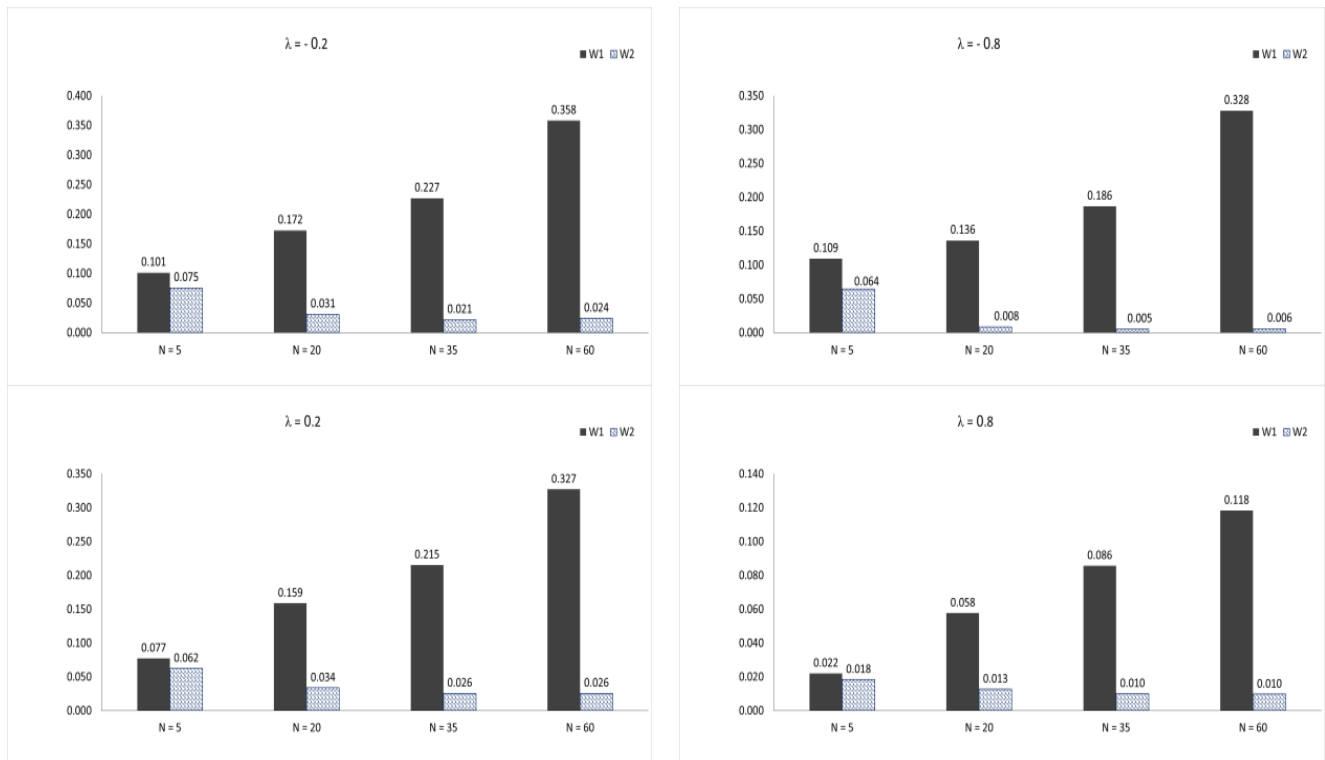 λ = - 0.2
W1 W2
0.400
0.350
0.300
0.250
0.200
0.150
0.100
0.050
0.000
0.101
0.075
0.172
0.031
0.227
0.021
0.358
0.024
N = 5
N = 20
N = 35
N = 60
λ = - 0.8
W1 W2
0.350
0.300
0.250
0.200
0.150
0.100
0.050
0.000
0.109
0.064
0.136
0.008
0.186
0.005
0.328
0.006
N = 5
N = 20
N = 35
N = 60
λ = 0.2
W1 W2
0.350
0.300
0.250
0.200
0.150
0.100
0.050
0.000
0.077
0.062
0.159
0.034
0.215
0.026
0.327
0.026
N = 5
N = 20
N = 35
N = 60
λ = 0.8
W1 W2
0.140
0.120
0.100
0.080
0.060
0.040
0.020
0.000
0.022
0.018
0.058
0.013
0.086
0.010
0.118
0.010
N = 5
N = 20
N = 35
N = 60